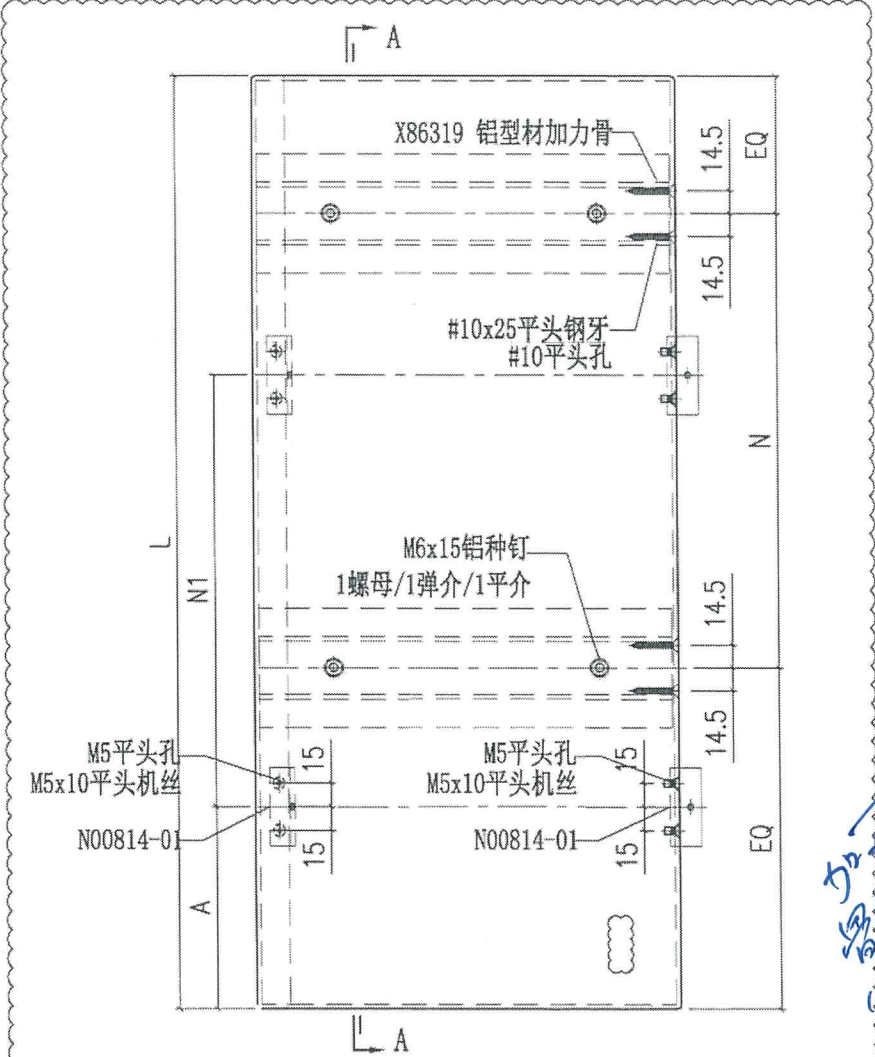 A
X86319 铝型材加力骨
14.5
EQ
14.5
#10x25平头钢牙
#10平头孔
N
L
N1
M6x15铝种钉
1螺母/1弹介/1平介
14.5
14.5
M5平头孔
M5x10平头机丝
15
N00814-01
15
M5平头孔
M5x10平头机丝
15
N00814-01
15
EQ
A
A